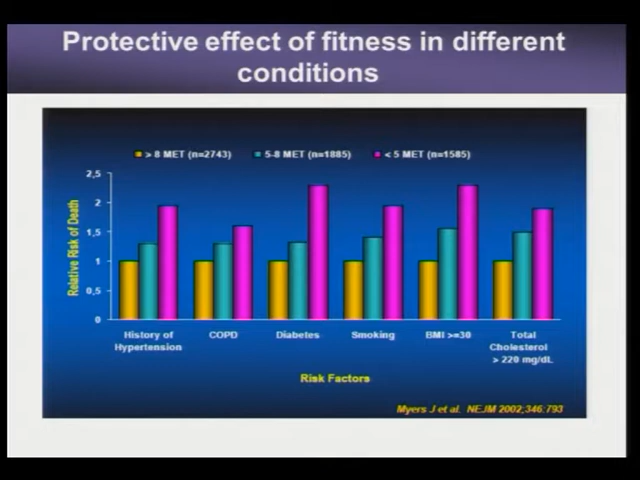 Protective effect of fitness in different
conditions
> 8 MET (n=2743)
5-8 MET (n=1885)
< 5 MET (n=1585)
Relative Risk of Death
2,5
2
1,5
1
0,5
0
History of
Hypertension
COPD
Diabetes
Smoking
BMI >=30
Total
Cholesterol
> 220 mg/dL
Risk Factors
Myers J et al. NEJM 2002;346:793